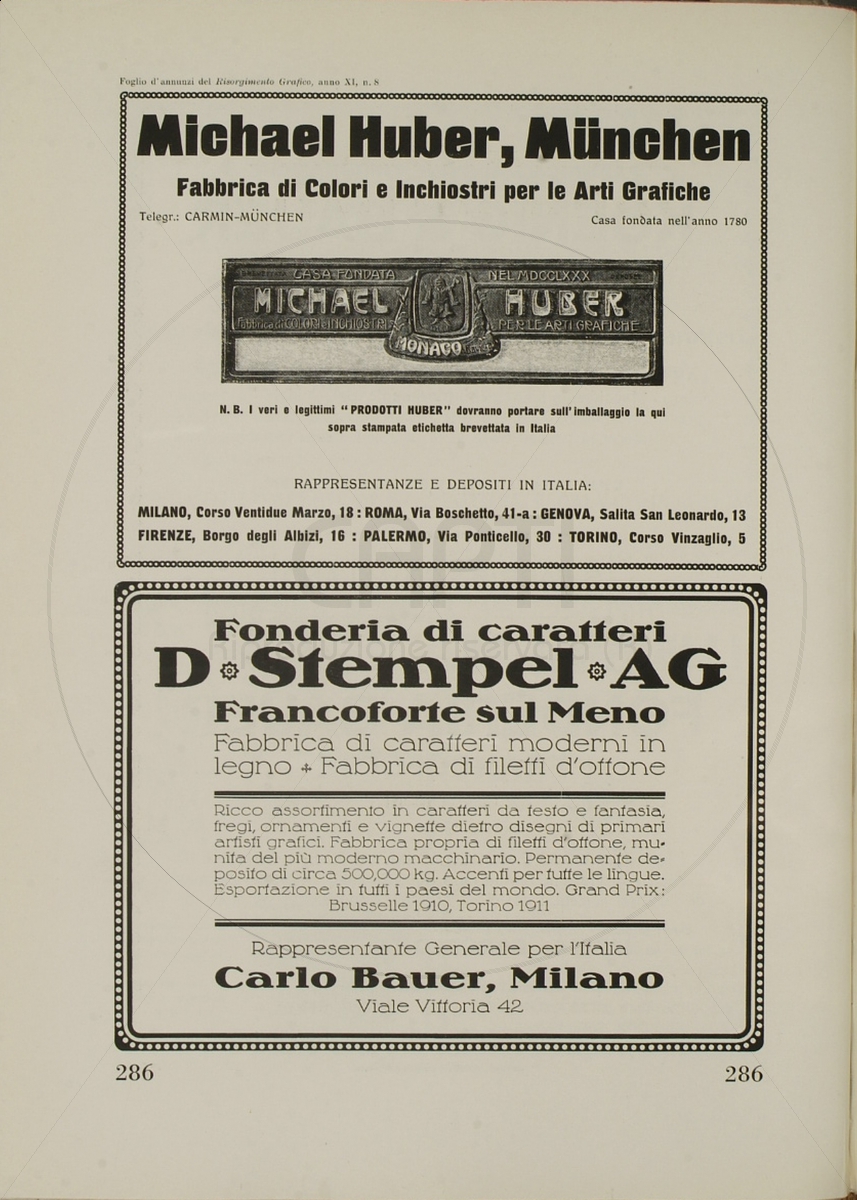 Foglio d'annunzi del Risorgimento Grafico, anno XI, n. 8
Michael Huber, München
Fabbrica di Colori e Inchiostri per le Arti Grafiche
Telegr.: CARMIN-MÜNCHEN
Casa fondata nell'anno 1780
CASA FONDATA NEL MDCCLXXX
MICHAEL HUBER
Fabbrica di COLORI e INCHIOSTRI PER LE ARTI GRAFICHE
MONACO
N. B. I veri e legittimi “PRODOTTI HUBER” dovranno portare sull'imballaggio la qui
sopra stampata etichetta brevettata in Italia
RAPPRESENTANZE E DEPOSITI IN ITALIA:
MILANO, Corso Ventidue Marzo, 18 : ROMA, Via Boschetto, 41-a : GENOVA, Salita San Leonardo, 13
FIRENZE, Borgo degli Albizi, 16 : PALERMO, Via Ponticello, 30 : TORINO, Corso Vinzaglio, 5
Fonderia di caratteri
D Stempel AG
Francoforte sul Meno
Fabbrica di caratteri moderni in
legno + Fabbrica di filetti d'ottone
Ricco assortimento in caratteri da testo e fantasia,
fregi, ornamenti e vignette dietro disegni di primari
artisti grafici. Fabbrica propria di filetti d'ottone, mu-
nita del più moderno macchinario. Permanente de-
posito di circa 500,000 kg. Accenti per tutte le lingue.
Esportazione in tutti i paesi del mondo. Grand Prix:
Brusselle 1910, Torino 1911
Rappresentante Generale per l'Italia
Carlo Bauer, Milano
Viale Vittoria 42
286
286